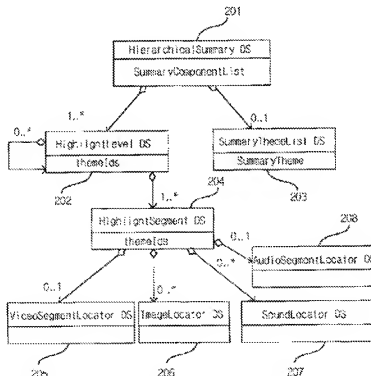 201
HierarchicalSummary DS
SummaryComponentList
1..*
0..1
0..*
HighlightLevel DS
themeIds
SummaryThemeList DS
SummaryTheme
202
1..*
204
203
HighlightSegment DS
themeIds
208
0..1
AudioSegmentLocator DS
0..1
0..*
0..*
VideoSegmentLocator DS
ImageLocator DS
SoundLocator DS
205
206
207